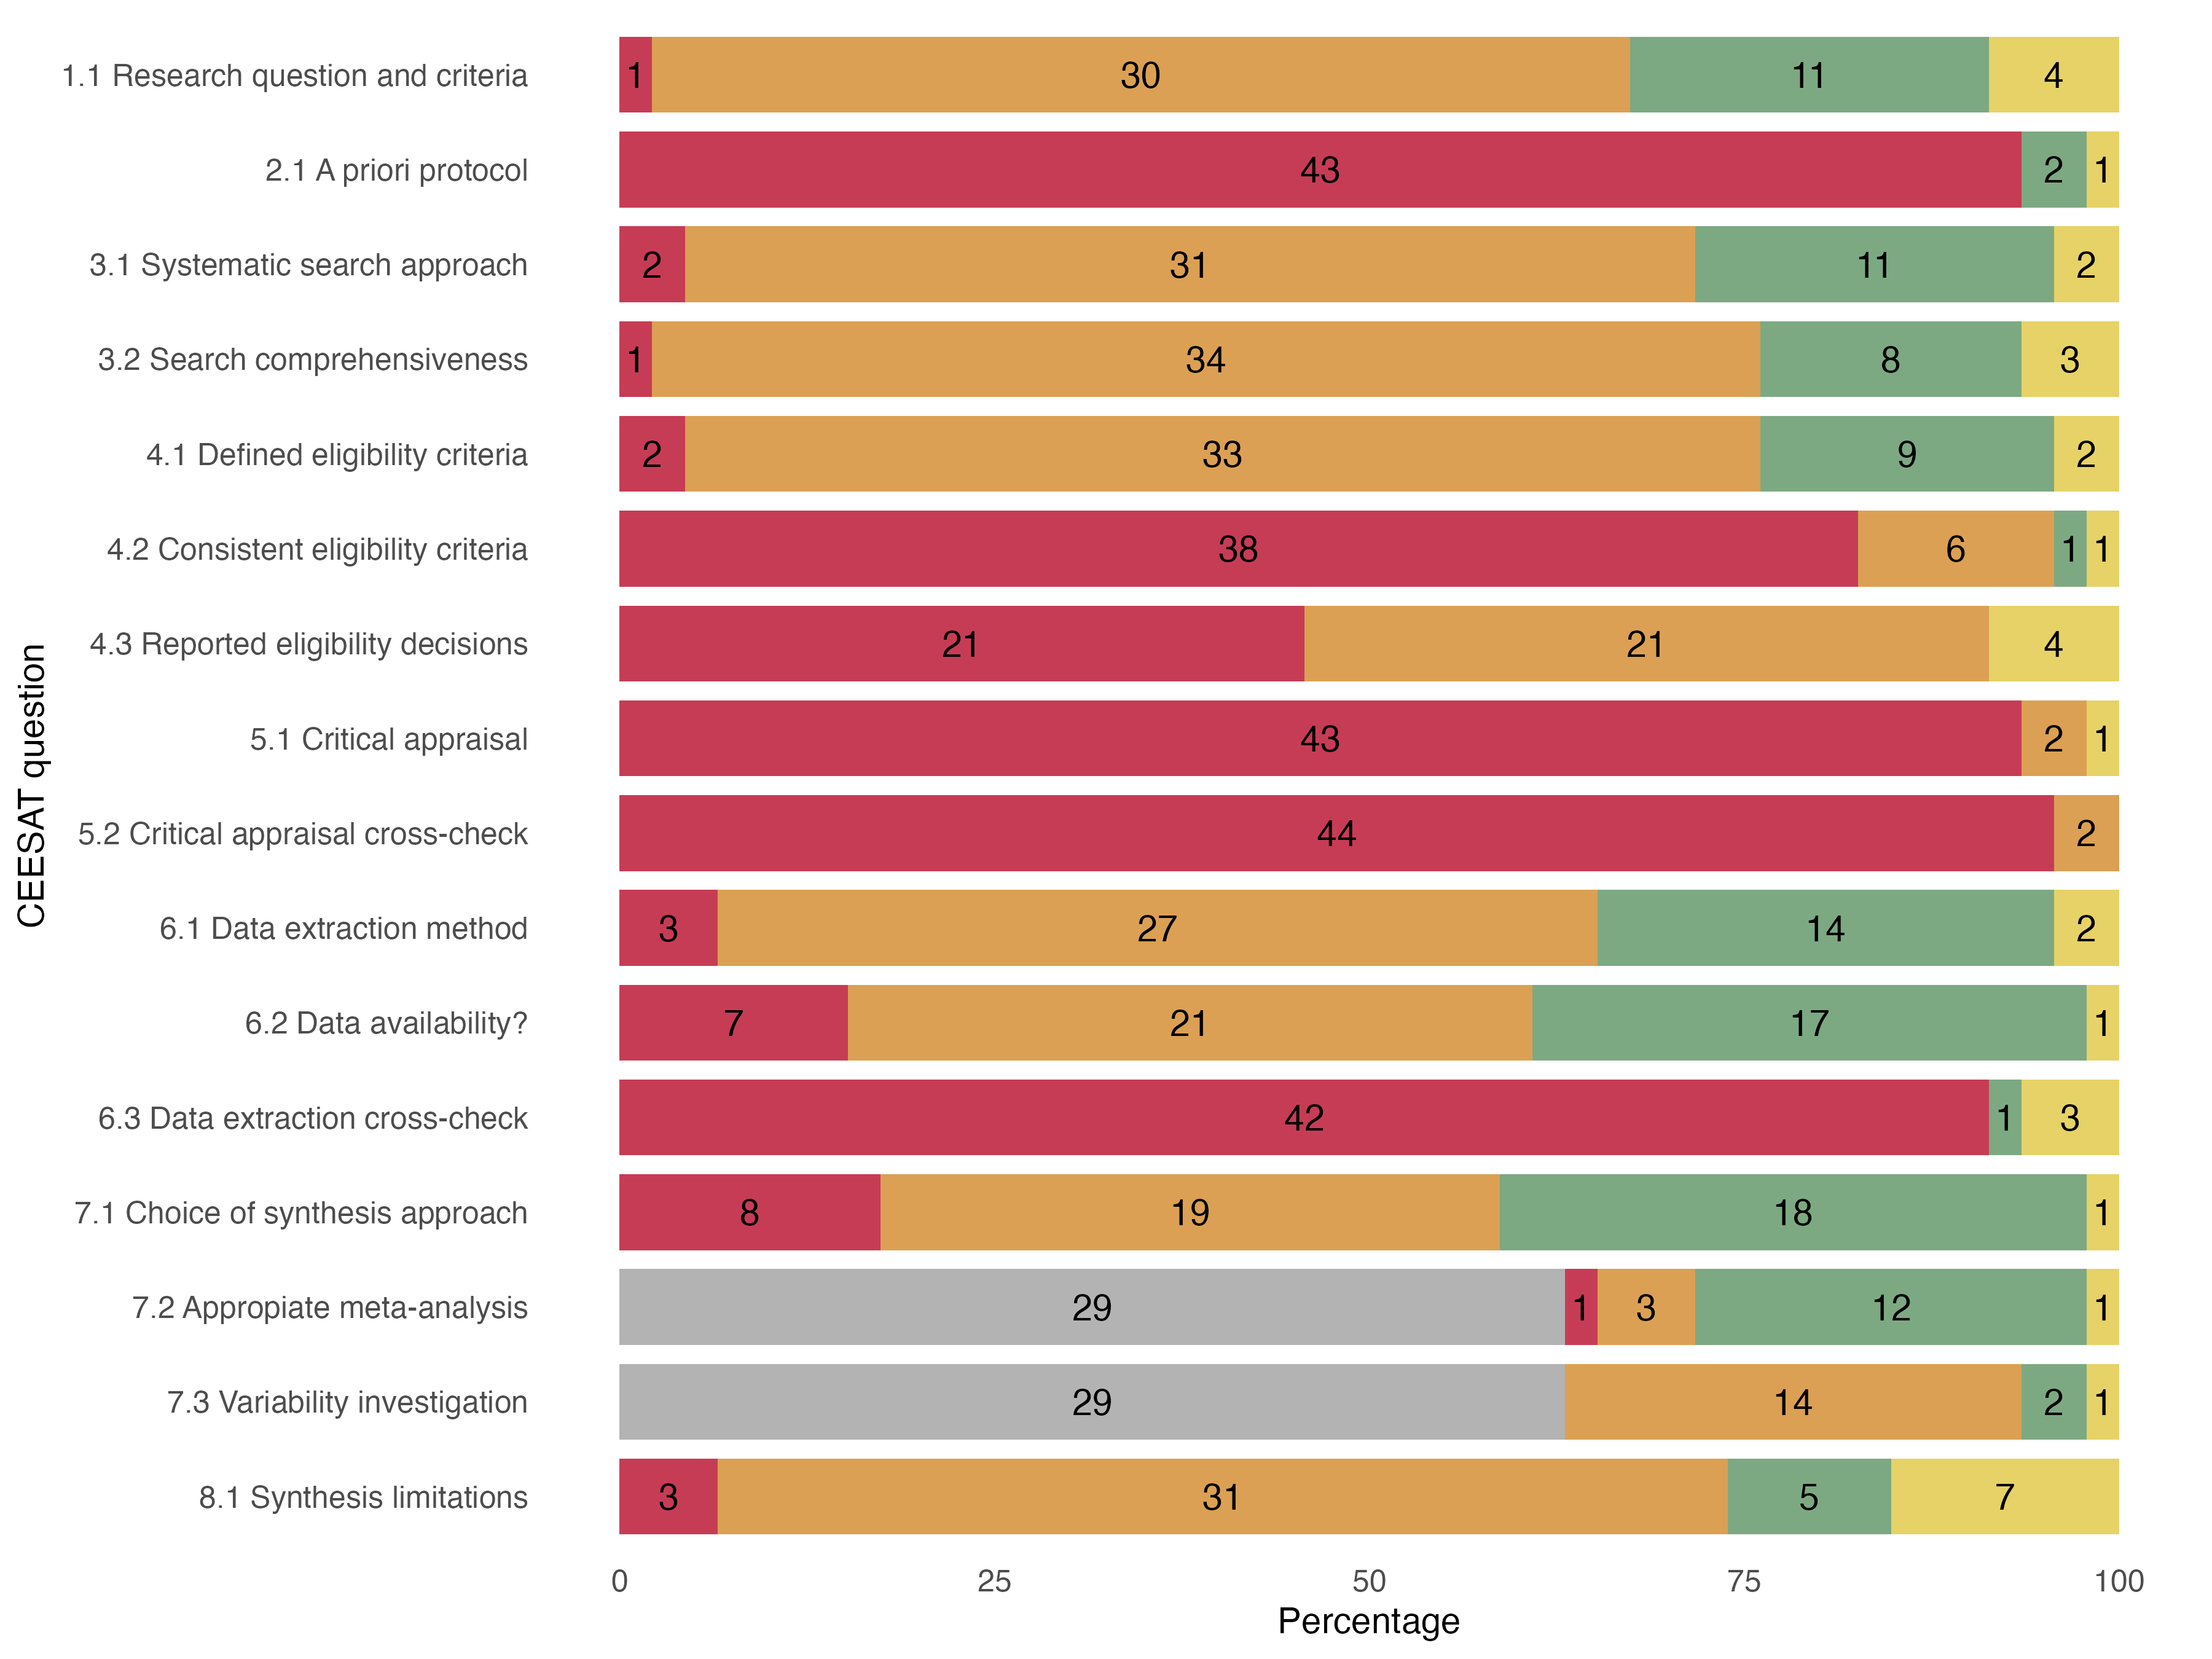 CEESAT question
1.1 Research question and criteria 1 30 11 4
2.1 A priori protocol 43 2 1
3.1 Systematic search approach 2 31 11 2
3.2 Search comprehensiveness 1 34 8 3
4.1 Defined eligibility criteria 2 33 9 2
4.2 Consistent eligibility criteria 38 6 1 1
4.3 Reported eligibility decisions 21 21 4
5.1 Critical appraisal 43 2 1
5.2 Critical appraisal cross-check 44 2
6.1 Data extraction method 3 27 14 2
6.2 Data availability? 7 21 17 1
6.3 Data extraction cross-check 42 1 3
7.1 Choice of synthesis approach 8 19 18 1
7.2 Appropiate meta-analysis 29 1 3 12 1
7.3 Variability investigation 29 14 2 1
8.1 Synthesis limitations 3 31 5 7
0 25 50 75 100
Percentage